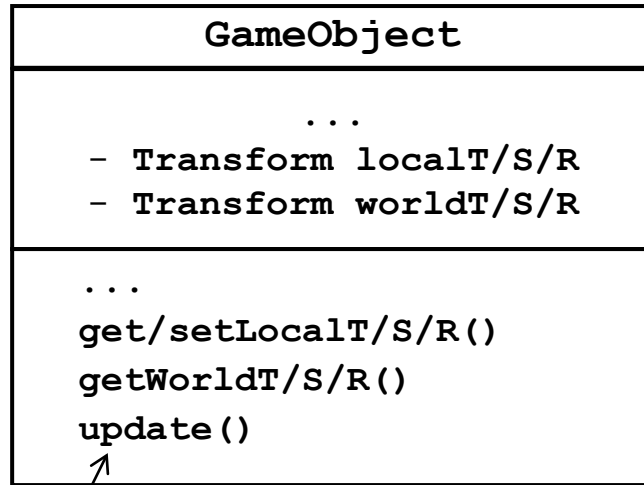 GameObject
...
- Transform localT/S/R
- Transform worldT/S/R
...
get/setLocalT/S/R()
getWorldT/S/R()
update()